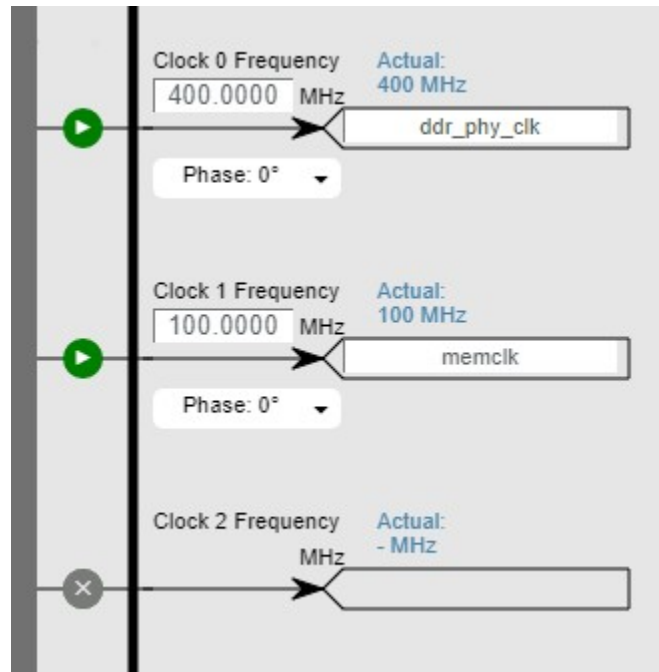 Clock 0 Frequency
Actual:
400.0000 MHz
400 MHz
ddr_phy_clk
Phase: 0°
Clock 1 Frequency
Actual:
100.0000 MHz
100 MHz
memclk
Phase: 0°
Clock 2 Frequency
Actual:
MHz
- MHz